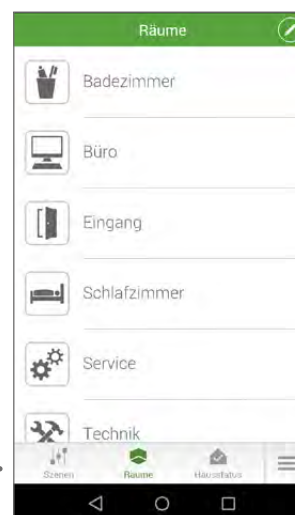 Räume
Badezimmer
Büro
Eingang
Schlafzimmer
Service
Technik
Szenen Räume Hausstatus